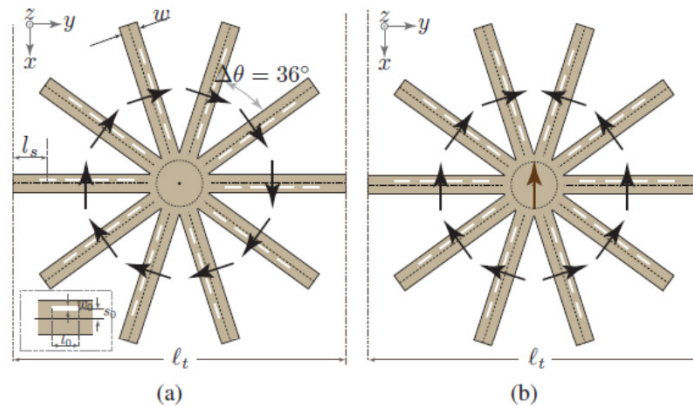 z
y
x
w
Δθ = 36°
l_s
w_0
s_0
l_0
ℓ_t
(a)
z
y
x
ℓ_t
(b)